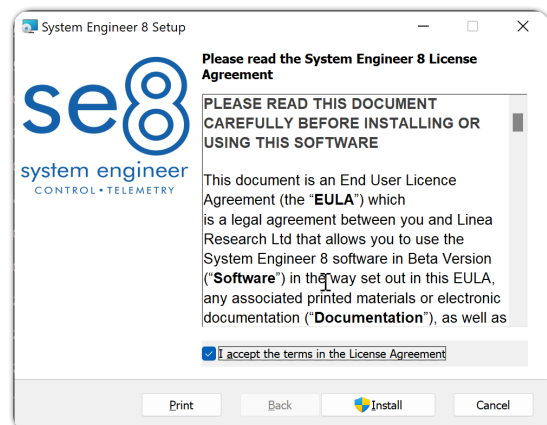 System Engineer 8 Setup
Please read the System Engineer 8 License
Agreement
se8
system engineer
CONTROL • TELEMETRY
PLEASE READ THIS DOCUMENT
CAREFULLY BEFORE INSTALLING OR
USING THIS SOFTWARE
This document is an End User Licence
Agreement (the “EULA”) which
is a legal agreement between you and Linea
Research Ltd that allows you to use the
System Engineer 8 software in Beta Version
(“Software”) in the way set out in this EULA,
any associated printed materials or electronic
documentation (“Documentation”), as well as
I accept the terms in the License Agreement
Print
Back
Install
Cancel